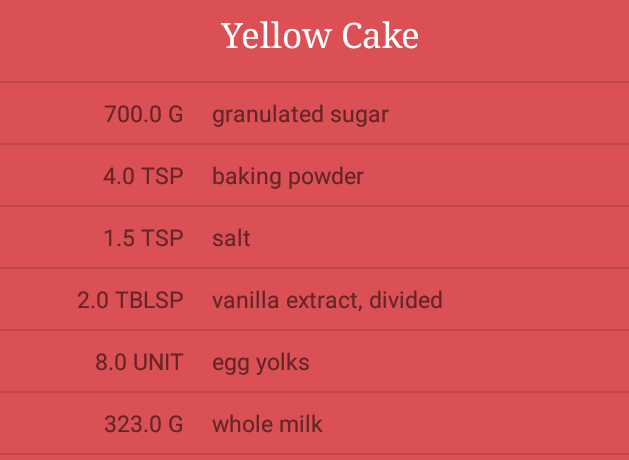 Yellow Cake
700.0 G granulated sugar
4.0 TSP baking powder
1.5 TSP salt
2.0 TBLSP vanilla extract, divided
8.0 UNIT egg yolks
323.0 G whole milk